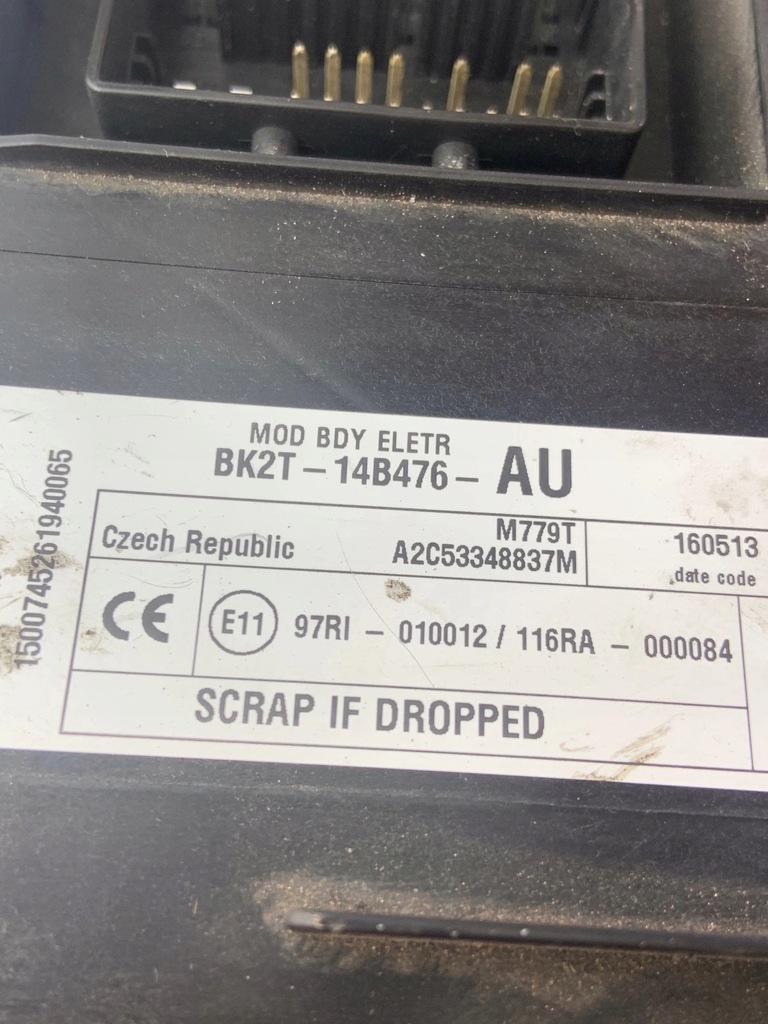 MOD BDY ELETR
BK2T-14B476- AU
Czech Republic
M779T
A2C53348837M
160513
date code
CE
E11 97RI - 010012 / 116RA - 000084
SCRAP IF DROPPED
1500745261940065